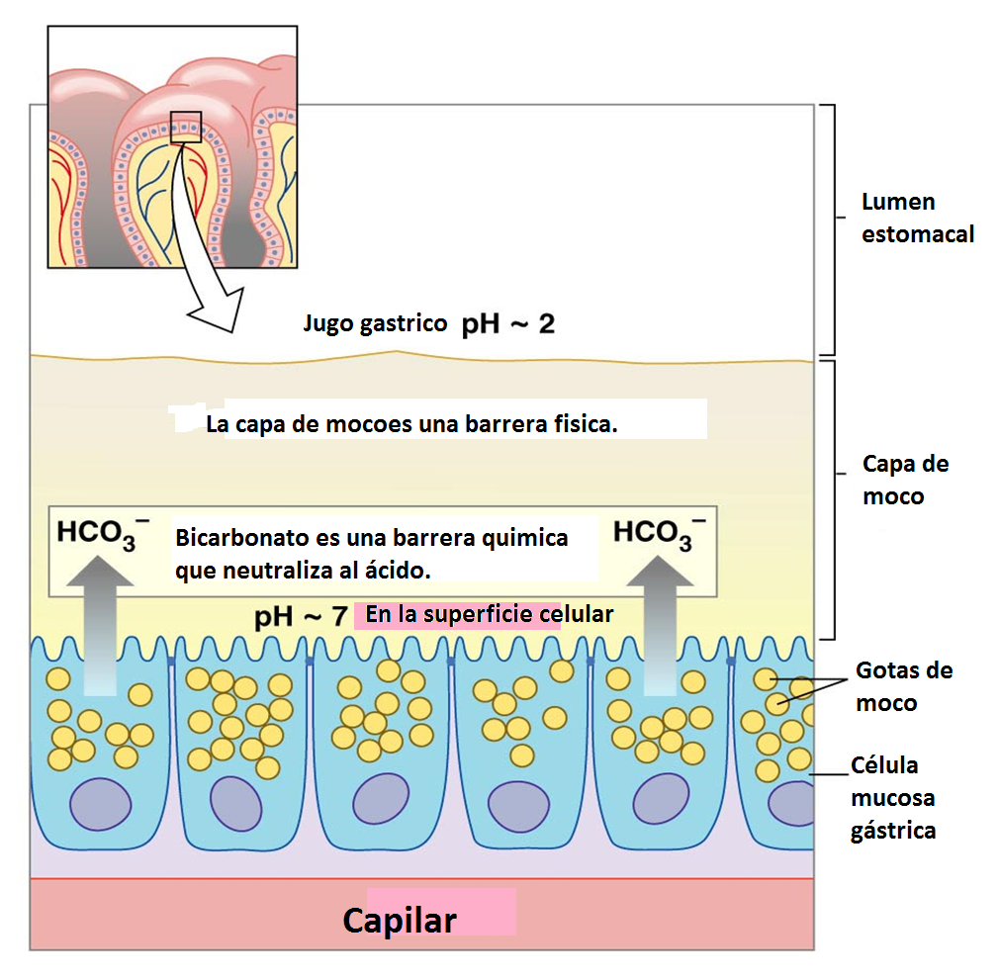 Lumen
estomacal
Jugo gastrico pH ~ 2
La capa de mocoes una barrera fisica.
Capa de
moco
HCO₃⁻
Bicarbonato es una barrera quimica
que neutraliza al ácido.
HCO₃⁻
pH ~ 7 En la superficie celular
Gotas de
moco
Célula
mucosa
gástrica
Capilar